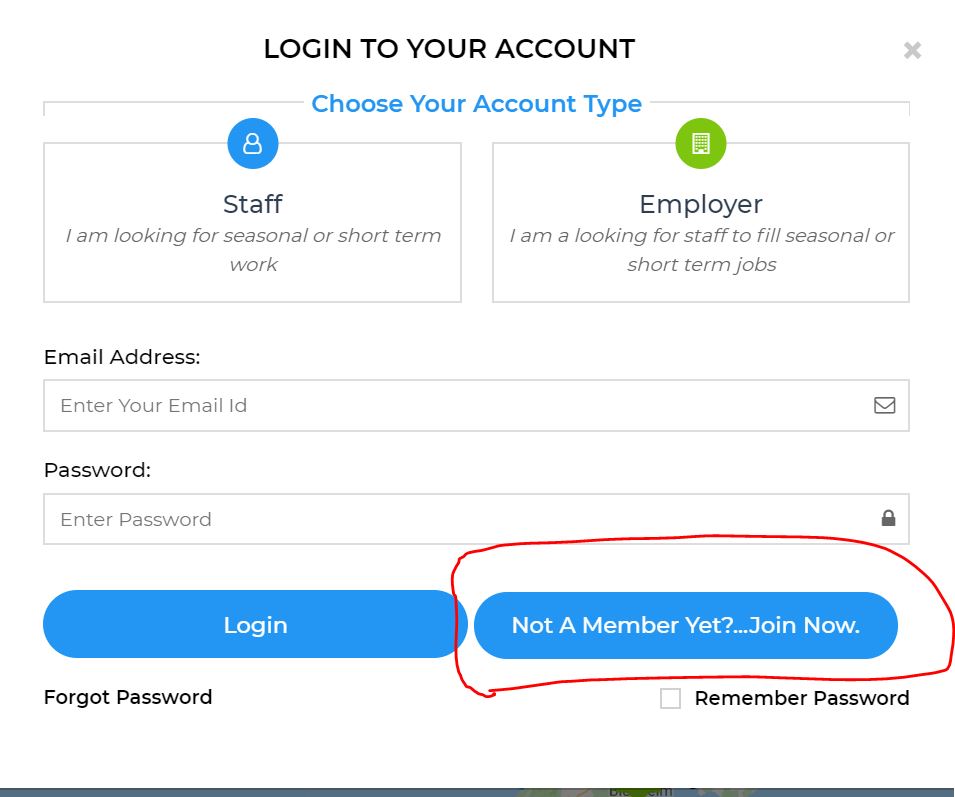 LOGIN TO YOUR ACCOUNT
Choose Your Account Type
Staff
I am looking for seasonal or short term
work
Employer
I am a looking for staff to fill seasonal or
short term jobs
Email Address:
Enter Your Email Id
Password:
Enter Password
Login
Not A Member Yet?...Join Now.
Forgot Password
Remember Password